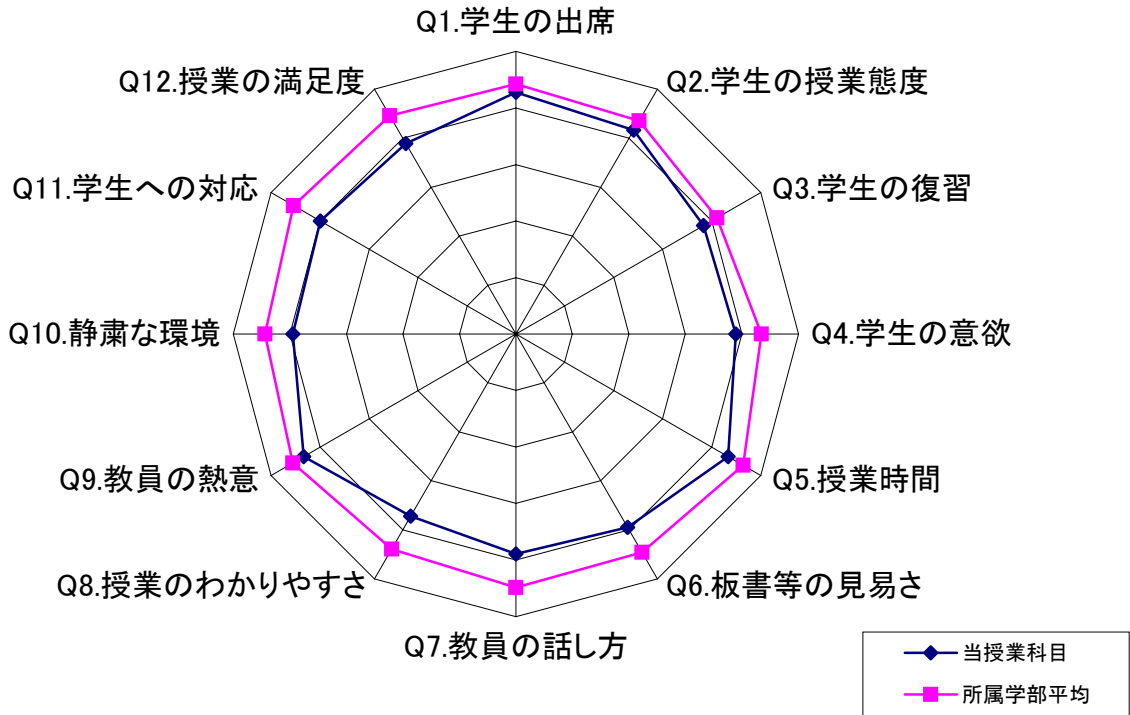 Q1.学生の出席
Q2.学生の授業態度
Q3.学生の復習
Q4.学生の意欲
Q5.授業時間
Q6.板書等の見易さ
Q7.教員の話し方
Q8.授業のわかりやすさ
Q9.教員の熱意
Q10.静粛な環境
Q11.学生への対応
Q12.授業の満足度
当授業科目
所属学部平均